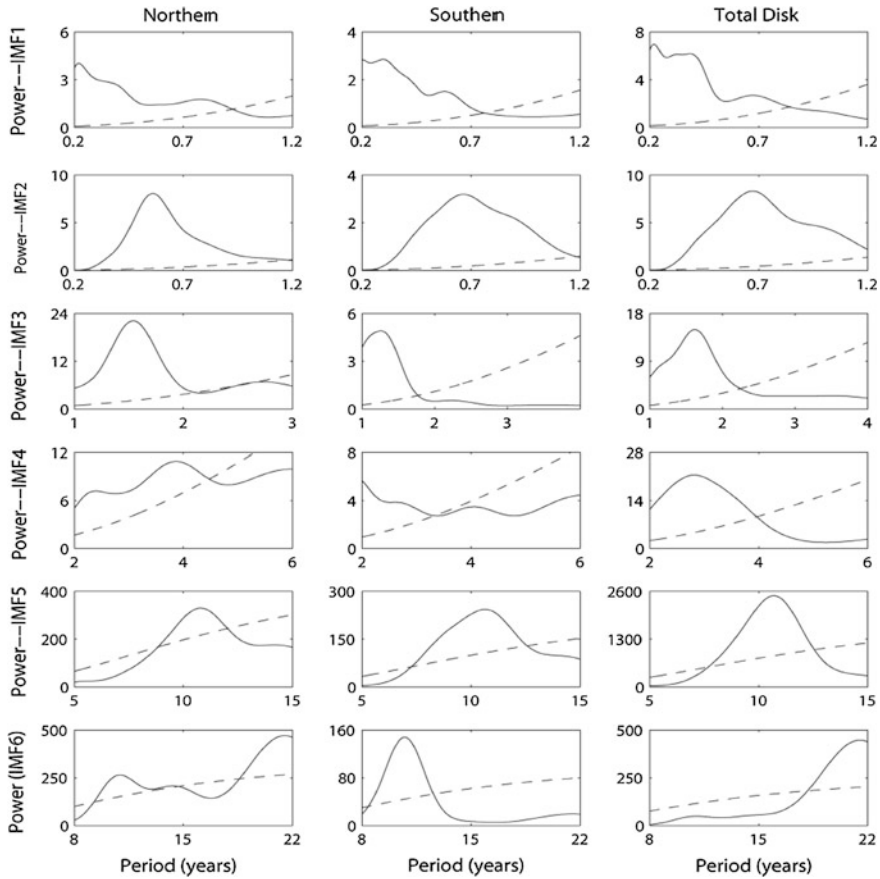 Northern Southern Total Disk
Power---IMF1
6 3 0 0.2 0.7 1.2
4 2 0 0.2 0.7 1.2
8 4 0 0.2 0.7 1.2
Power---IMF2
10 5 0 0.2 0.7 1.2
4 2 0 0.2 0.7 1.2
10 5 0 0.2 0.7 1.2
Power---IMF3
24 12 0 1 2 3
6 3 0 1 2 3
18 9 0 1 2 3 4
Power---IMF4
12 6 0 2 4 6
8 4 0 2 4 6
28 14 0 2 4 6
Power---IMF5
400 200 0 5 10 15
300 150 0 5 10 15
2600 1300 0 5 10 15
Power (IMF6)
500 250 0 8 15 22
160 80 0 8 15 22
500 250 0 8 15 22
Period (years) Period (years) Period (years)